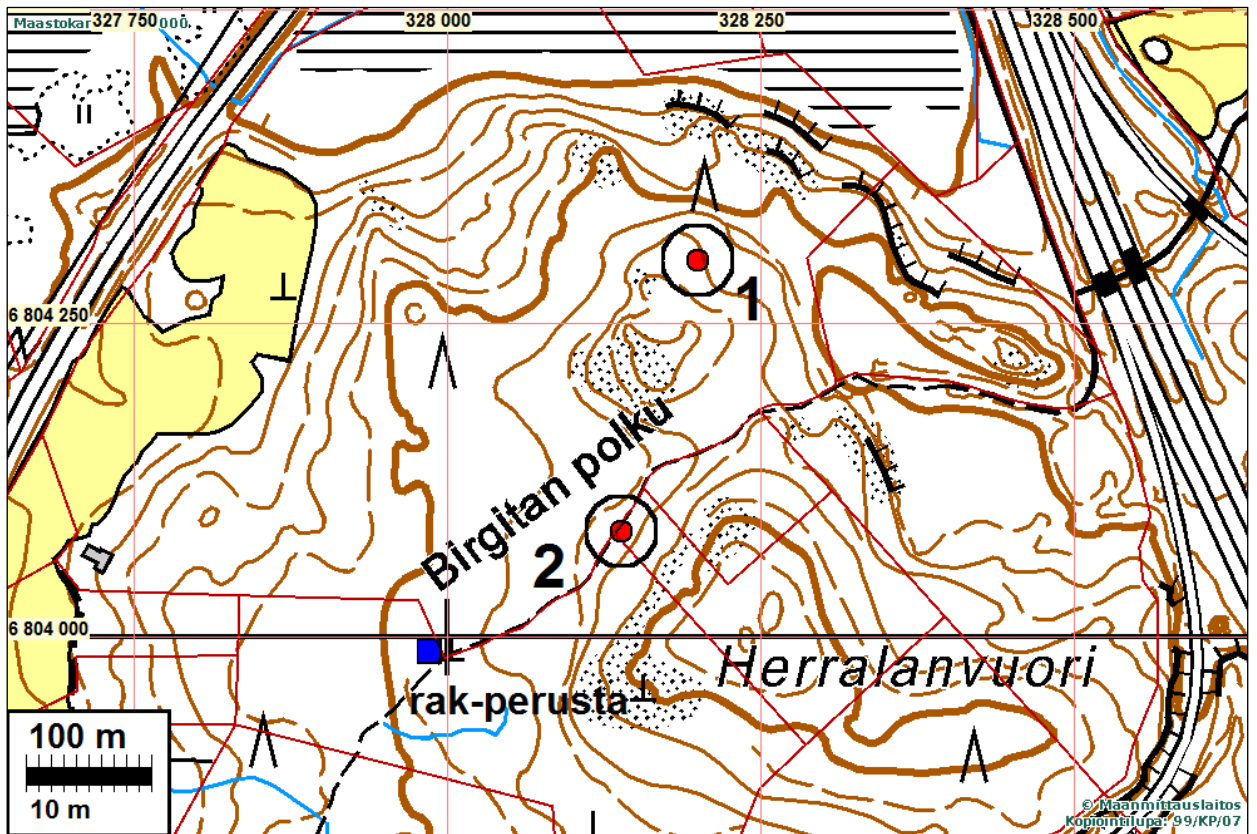 Maastokar
000
327 750
328 000
328 250
328 500
1
6 804 250
Birgitan polku
2
6 804 000
Herralanvuori
rak-perusta
100 m
10 m
© Maanmittauslaitos
Kopiointilupa: 99/KP/07